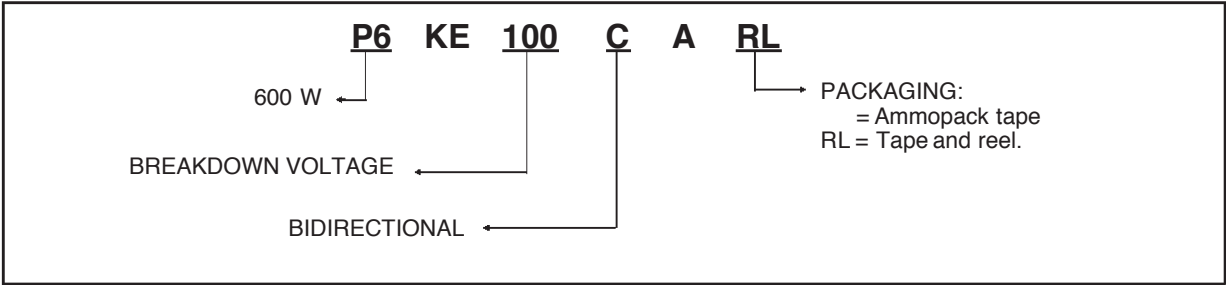 P6 KE 100 C A RL
600 W
PACKAGING:
= Ammopack tape
RL = Tape and reel.
BREAKDOWN VOLTAGE
BIDIRECTIONAL